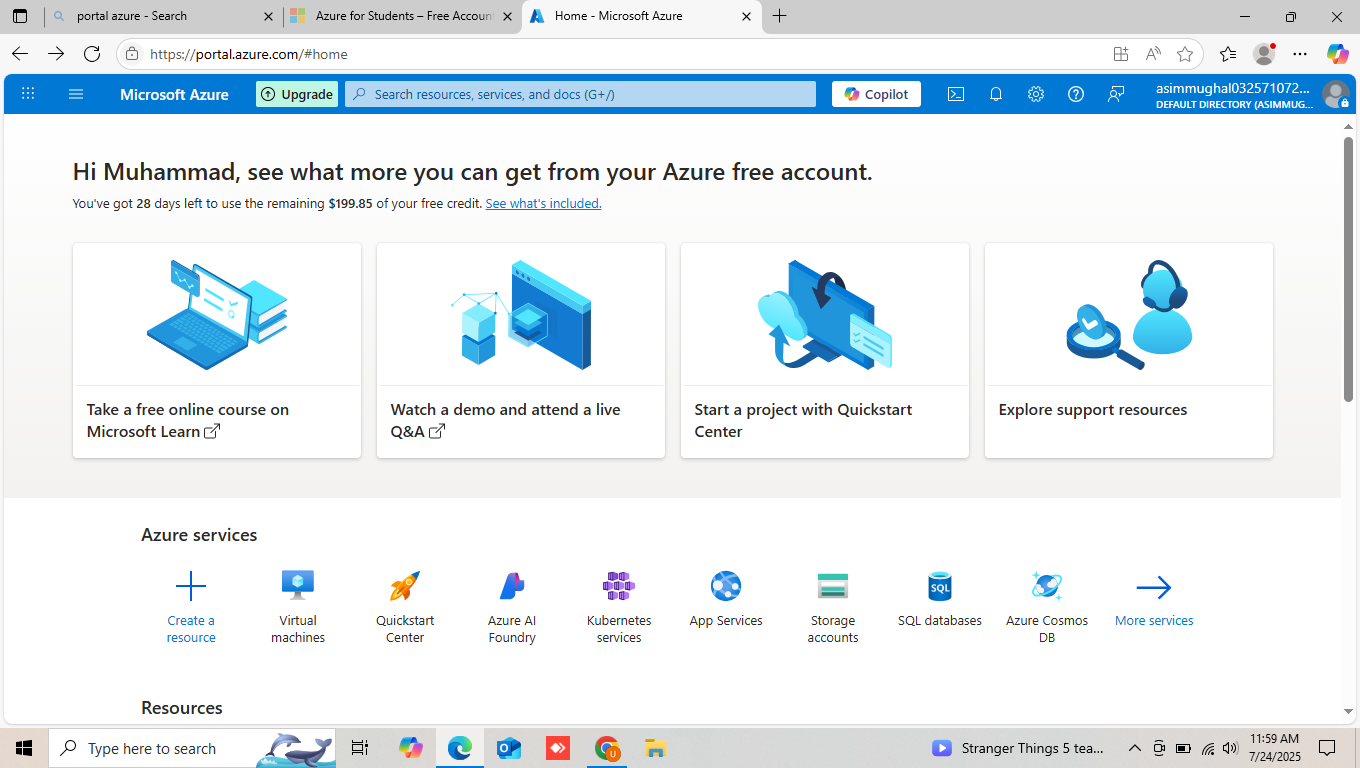 portal azure - Search
Azure for Students – Free Accoun
Home - Microsoft Azure
https://portal.azure.com/#home
Microsoft Azure
Upgrade
Search resources, services, and docs (G+/)
Copilot
asimmughal032571072...
DEFAULT DIRECTORY (ASIMMUG...
Hi Muhammad, see what more you can get from your Azure free account.
You've got 28 days left to use the remaining $199.85 of your free credit. See what's included.
Take a free online course on
Microsoft Learn
Watch a demo and attend a live
Q&A
Start a project with Quickstart
Center
Explore support resources
Azure services
Create a
resource
Virtual
machines
Quickstart
Center
Azure AI
Foundry
Kubernetes
services
App Services
Storage
accounts
SQL
SQL databases
Azure Cosmos
DB
More services
Resources
Type here to search
Stranger Things 5 tea...
11:59 AM
7/24/2025